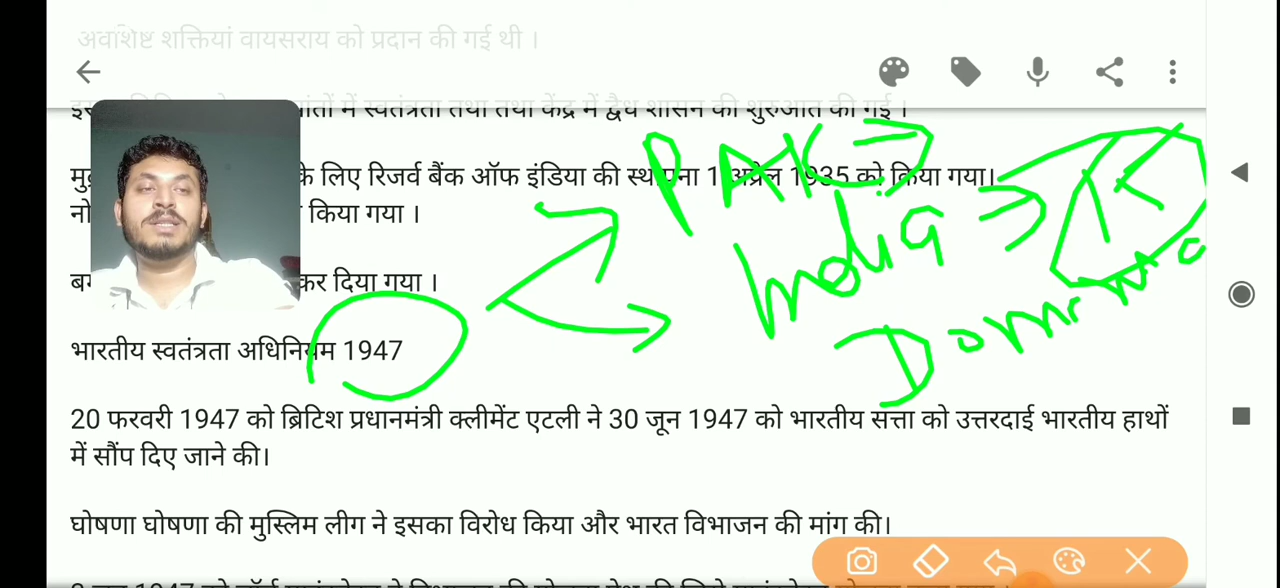 अवशिष्ट शक्तियां वायसराय को प्रदान की गई थी ।
में स्वतंत्रता तथा तथा केंद्र में द्वैध शासन की शुरुआत की गई ।
के लिए रिजर्व बैंक ऑफ इंडिया की स्थापना 1 अप्रैल 1935 को किया गया।
किया गया ।
कर दिया गया ।
PAK
India
भारतीय स्वतंत्रता अधिनियम 1947
20 फरवरी 1947 को ब्रिटिश प्रधानमंत्री क्लीमेंट एटली ने 30 जून 1947 को भारतीय सत्ता को उत्तरदाई भारतीय हाथों
में सौंप दिए जाने की।
घोषणा घोषणा की मुस्लिम लीग ने इसका विरोध किया और भारत विभाजन की मांग की।